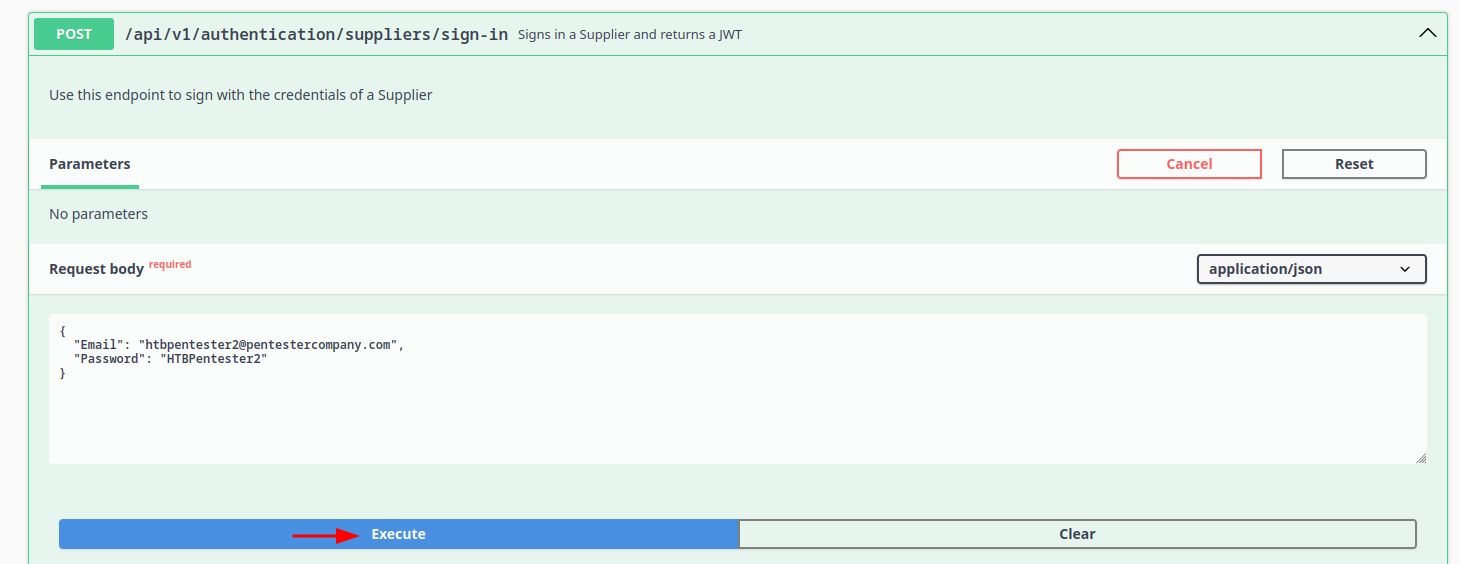 POST /api/v1/authentication/suppliers/sign-in Signs in a Supplier and returns a JWT
Use this endpoint to sign with the credentials of a Supplier
Parameters Cancel Reset
No parameters
Request body required application/json
{
"Email": "htbpentester2@pentestercompany.com",
"Password": "HTBPentester2"
}
Execute Clear